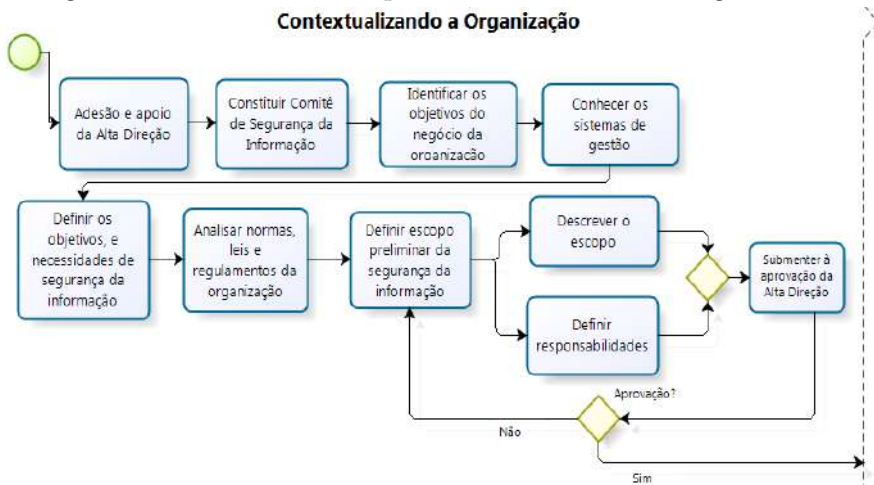 Contextualizando a Organização
Adesão e apoio
da Alta Direção
Constituir Comitê
de Segurança da
Informação
Identificar os
objetivos do
negócio da
organização
Conhecer os
sistemas de
gestão
Definir os
objetivos, e
necessidades de
segurança da
informação
Analisar normas,
leis e
regulamentos da
organização
Definir escopo
preliminar da
segurança da
informação
Descrever o
escopo
Definir
responsabilidades
Submenter à
aprovação da
Alta Direção
Aprovação?
Não
Sim